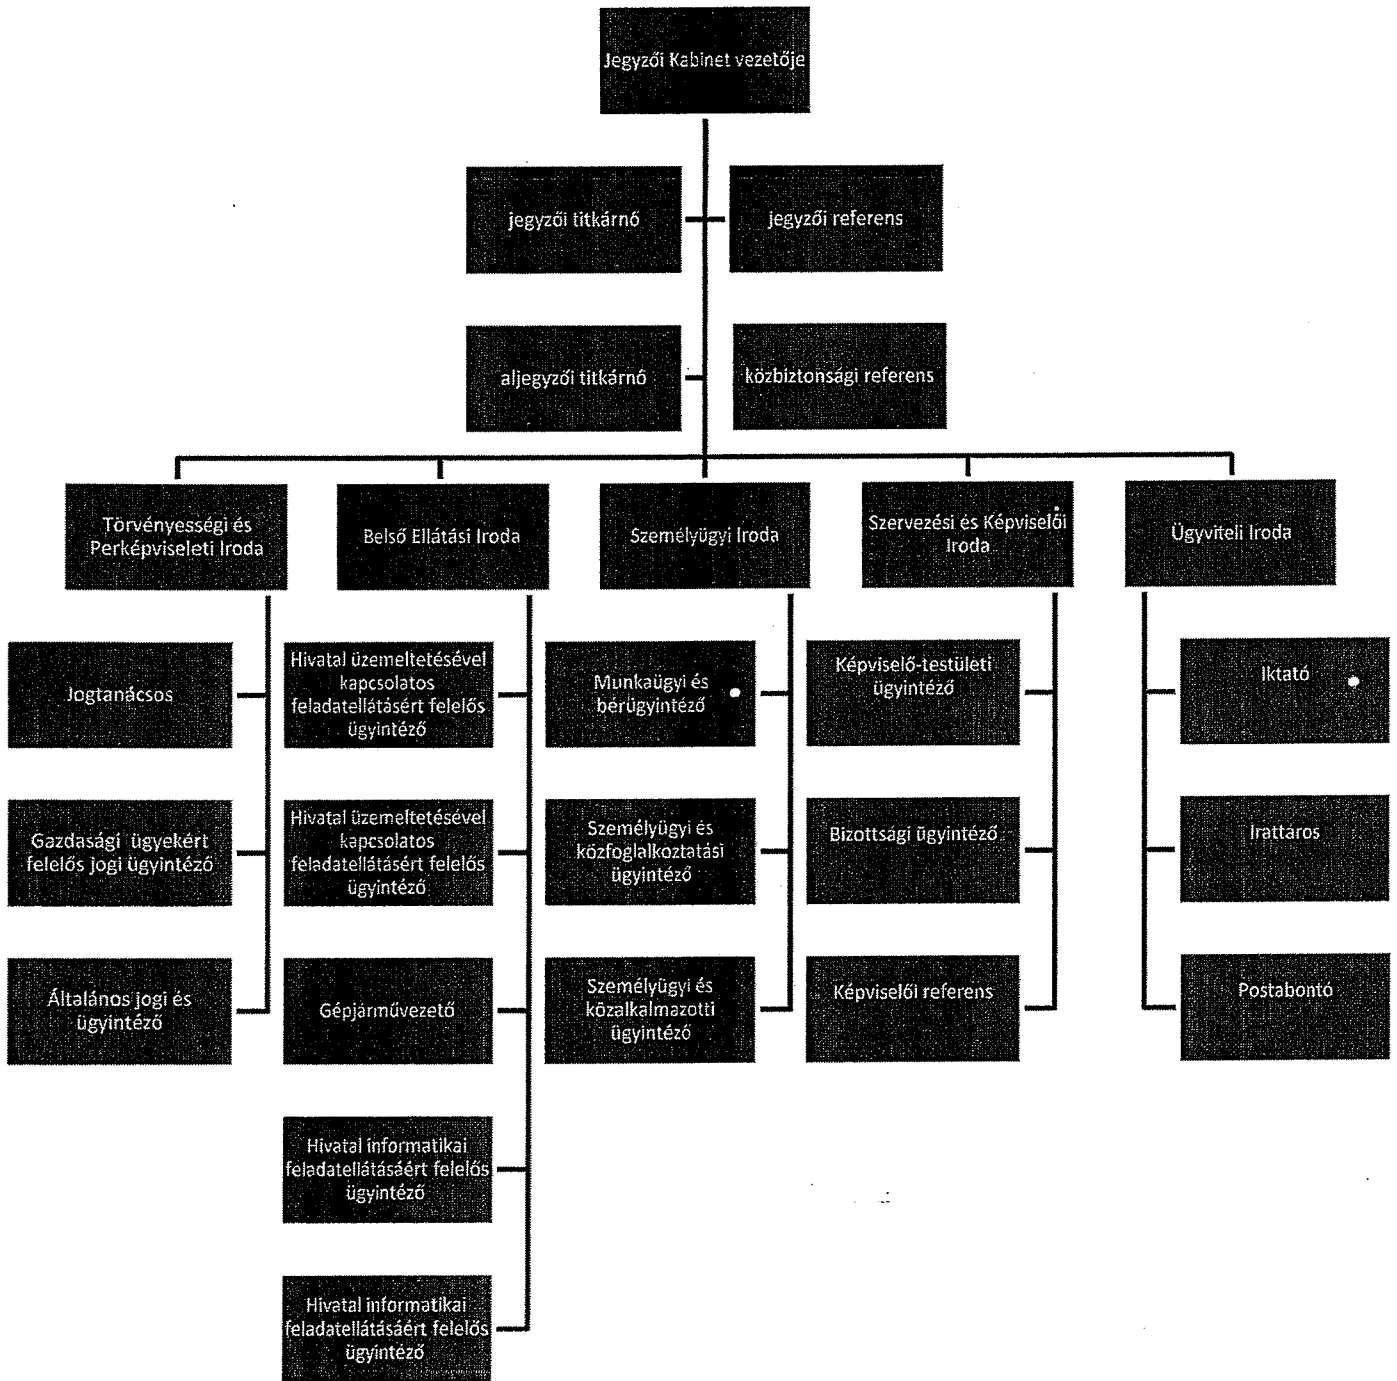 Jegyzői Kabinet vezetője
jegyzői titkárnő
jegyzői referens
aljegyzői titkárnő
közbiztonsági referens
Törvényességi és
Perképviseleti Iroda
Belső Ellátási Iroda
Személyügyi Iroda
Szervezési és Képviselői
Iroda
Ügyviteli Iroda
Jogtanácsos
Gazdasági ügyekért
felelős jogi ügyintéző
Általános jogi és
ügyintéző
Hivatal üzemeltetésével
kapcsolatos
feladatellátásért felelős
ügyintéző
Hivatal üzemeltetésével
kapcsolatos
feladatellátásért felelős
ügyintéző
Gépjárművezető
Hivatal informatikai
feladatellátásáért felelős
ügyintéző
Hivatal informatikai
feladatellátásáért felelős
ügyintéző
Munkaügyi és
bérügyintéző
Személyügyi és
közfoglalkoztatási
ügyintéző
Személyügyi és
közalkalmazotti
ügyintéző
Képviselő-testületi
ügyintéző
Bizottsági ügyintéző
Képviselői referens
Iktató
Irattáros
Postabontó